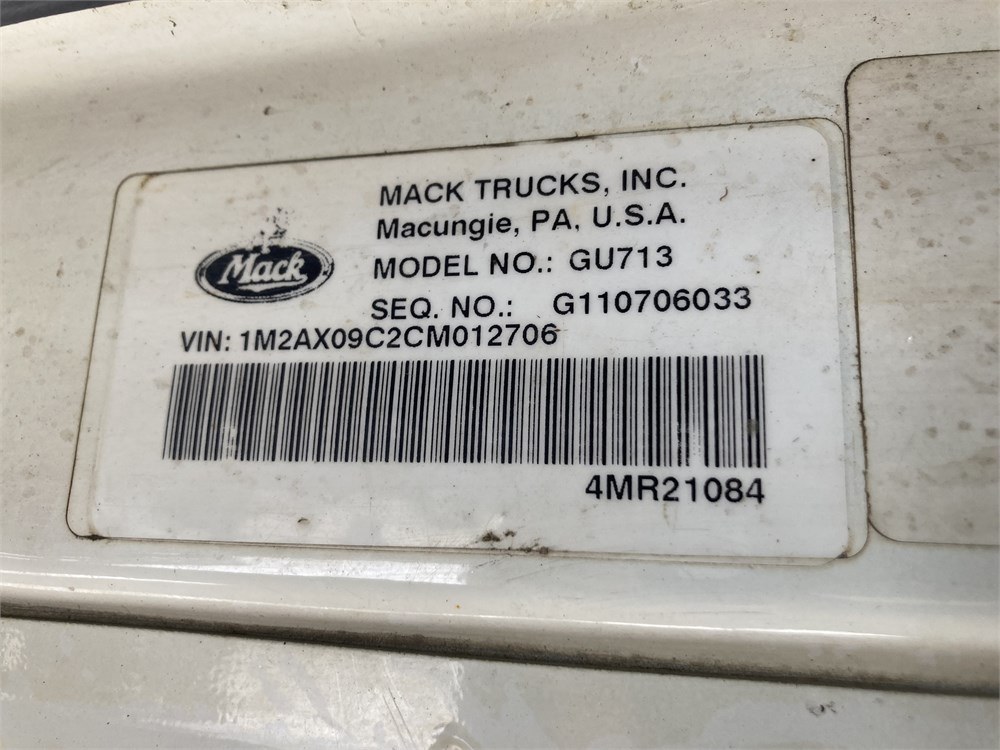 MACK TRUCKS, INC.
Macungie, PA, U.S.A.
Mack
MODEL NO.: GU713
SEQ. NO.: G110706033
VIN: 1M2AX09C2CM012706
4MR21084